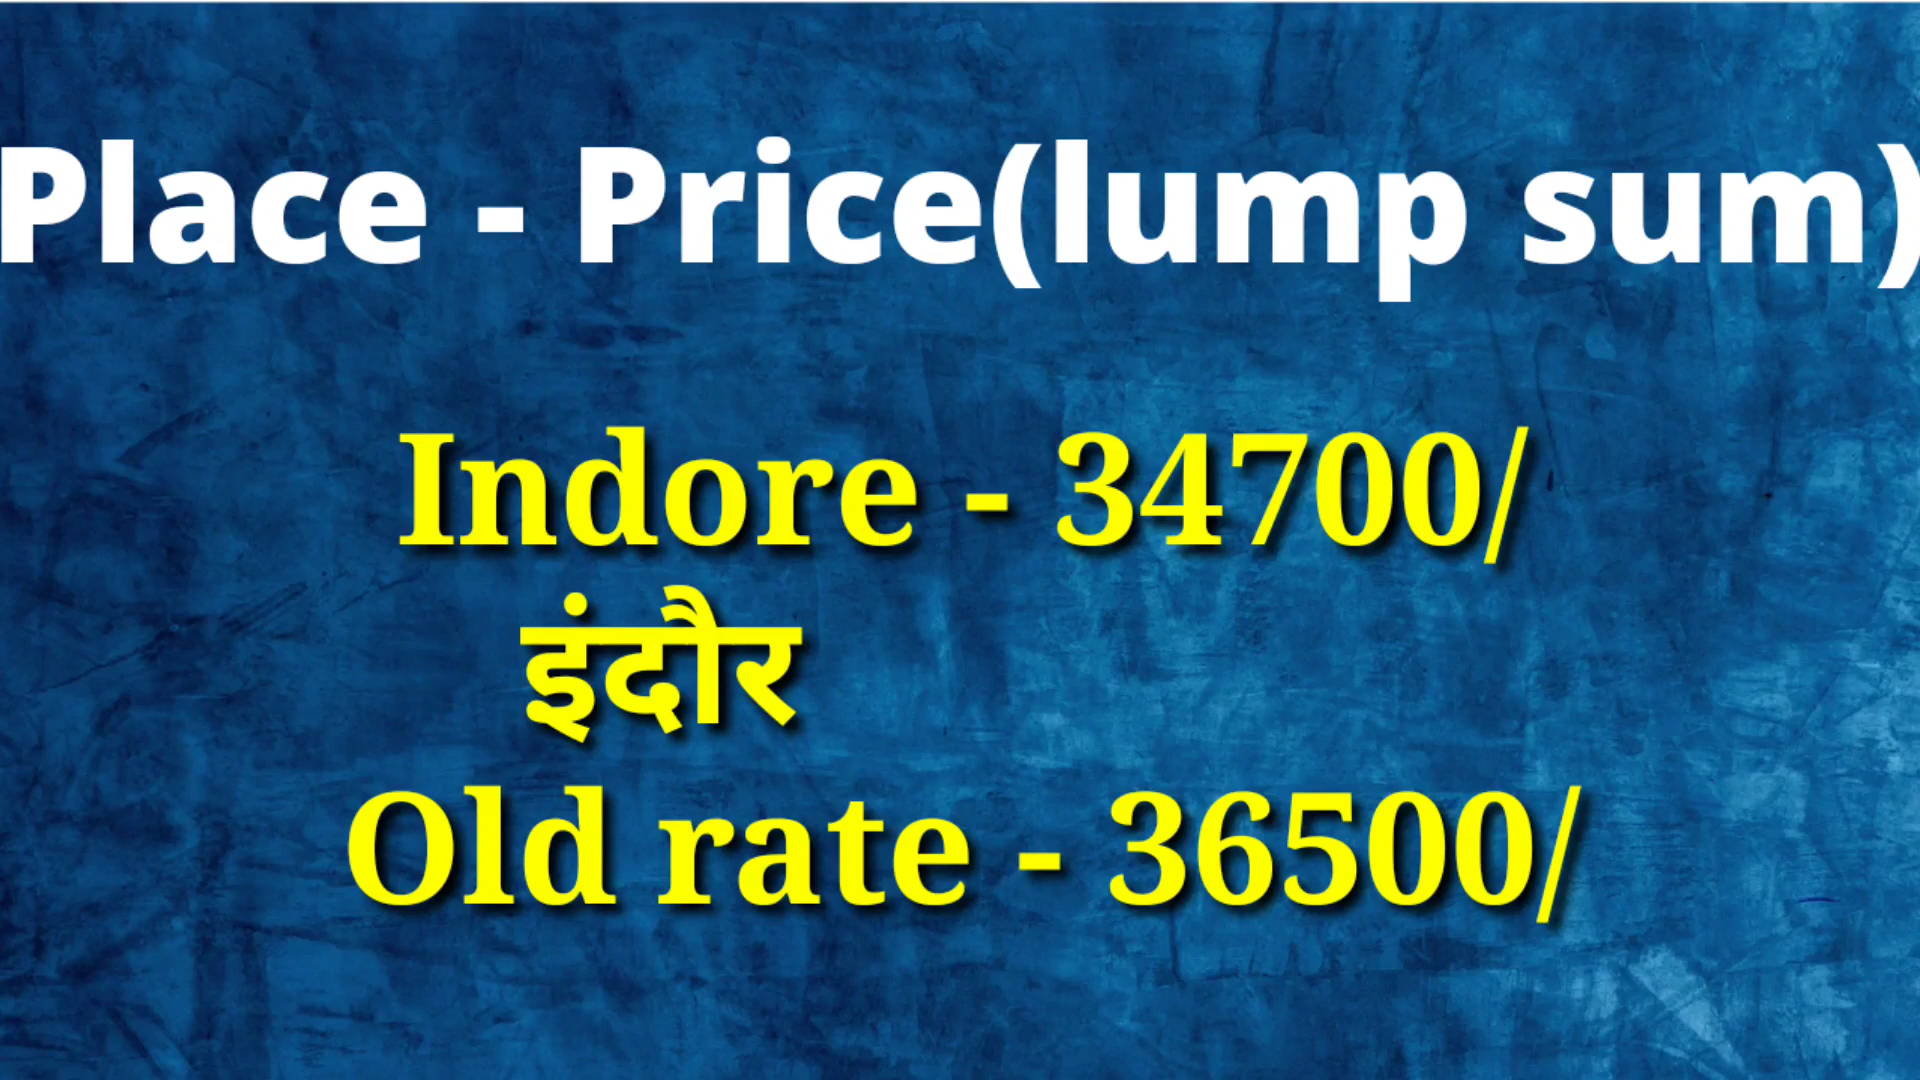 Place - Price(lump sum)
Indore - 34700/
इंदौर
Old rate - 36500/